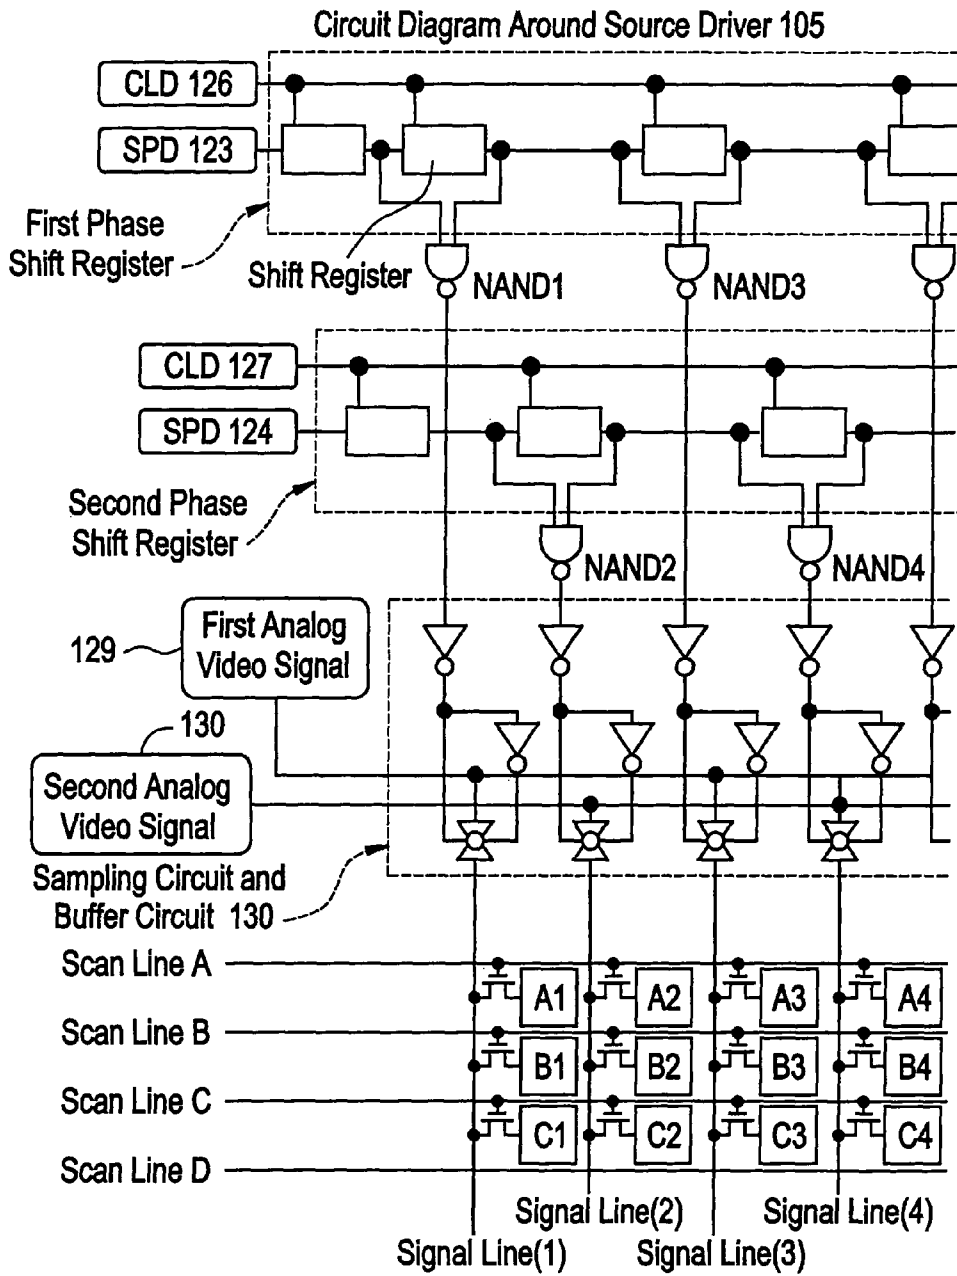 Circuit Diagram Around Source Driver 105
CLD 126
SPD 123
First Phase
Shift Register
Shift Register
NAND1
NAND3
CLD 127
SPD 124
Second Phase
Shift Register
NAND2
NAND4
129
First Analog
Video Signal
130
Second Analog
Video Signal
Sampling Circuit and
Buffer Circuit 130
Scan Line A
A1
A2
A3
A4
Scan Line B
B1
B2
B3
B4
Scan Line C
C1
C2
C3
C4
Scan Line D
Signal Line(2)
Signal Line(4)
Signal Line(1)
Signal Line(3)